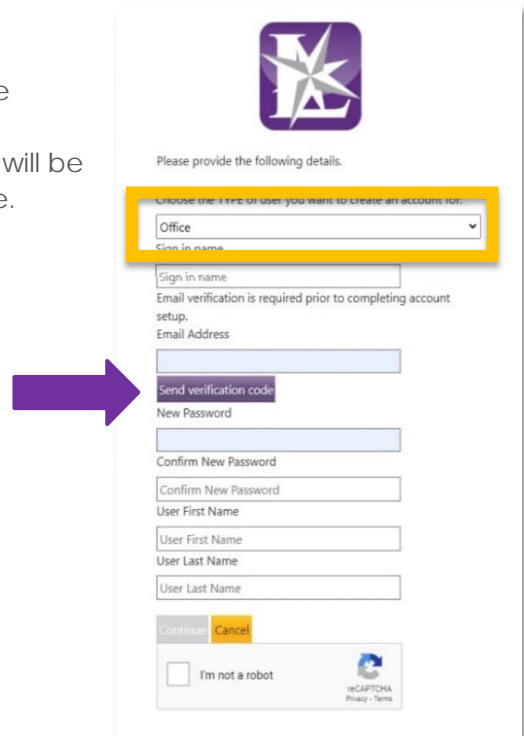 e
will be
e.
Please provide the following details.
Choose the TYPE of user you want to create an account for:
Office
Sign in name
Sign in name
Email verification is required prior to completing account
setup.
Email Address
Send verification code
New Password
Confirm New Password
Confirm New Password
User First Name
User First Name
User Last Name
User Last Name
Continue Cancel
I'm not a robot
reCAPTCHA
Privacy - Terms